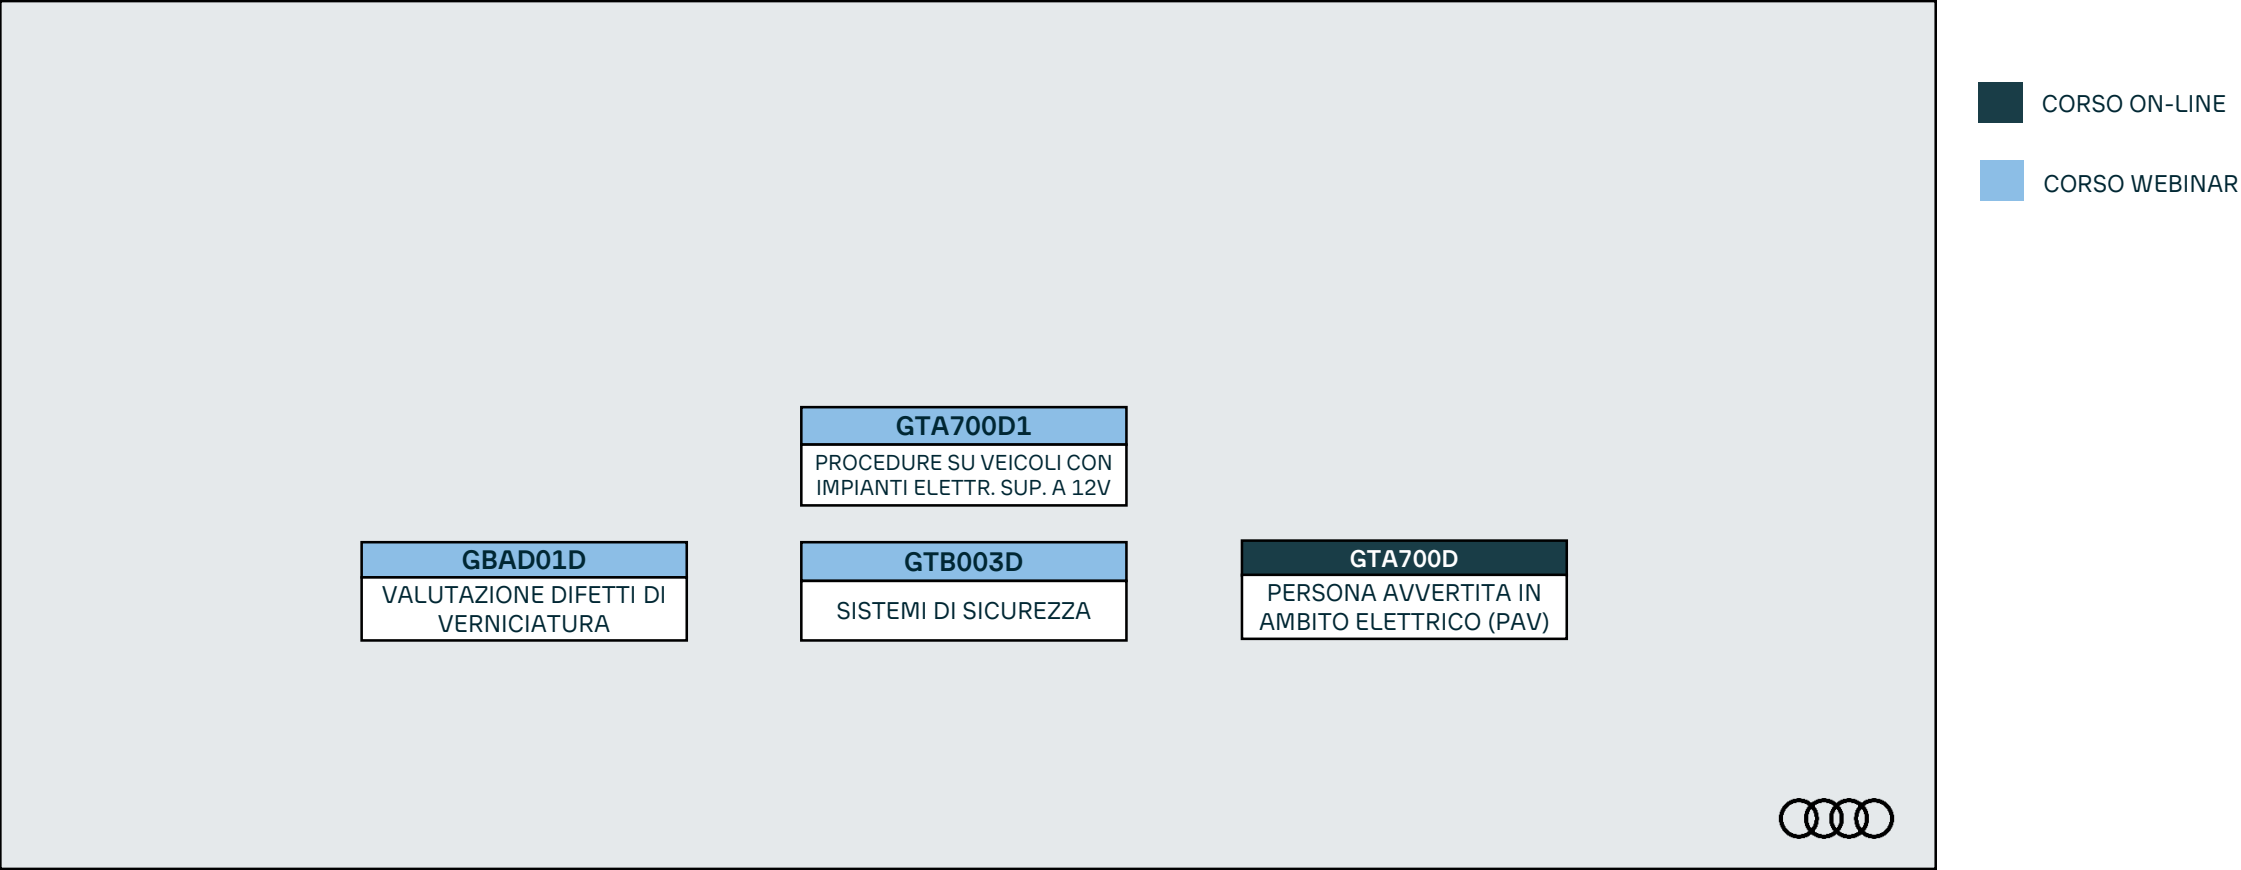 CORSO ON-LINE
CORSO WEBINAR
GTA700D1
PROCEDURE SU VEICOLI CON
IMPIANTI ELETTR. SUP. A 12V
GBAD01D
VALUTAZIONE DIFETTI DI
VERNICIATURA
GTB003D
SISTEMI DI SICUREZZA
GTA700D
PERSONA AVVERTITA IN
AMBITO ELETTRICO (PAV)